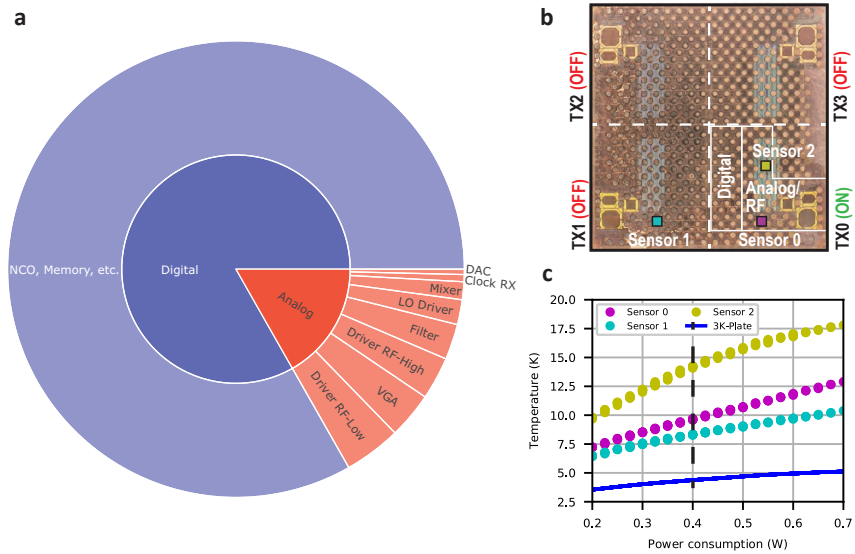 a
NCO, Memory, etc.
Digital
Analog
DAC
Clock RX
Mixer
LO Driver
Filter
Driver RF-High
VGA
Driver RF-Low
b
TX2 (OFF)
TX3 (OFF)
TX1 (OFF)
TX0 (ON)
Digital
Sensor 2
Analog/
RF
Sensor 1
Sensor 0
c
Sensor 0
Sensor 1
Sensor 2
3K-Plate
Temperature (K)
20.0
17.5
15.0
12.5
10.0
7.5
5.0
2.5
0.2 0.3 0.4 0.5 0.6 0.7
Power consumption (W)